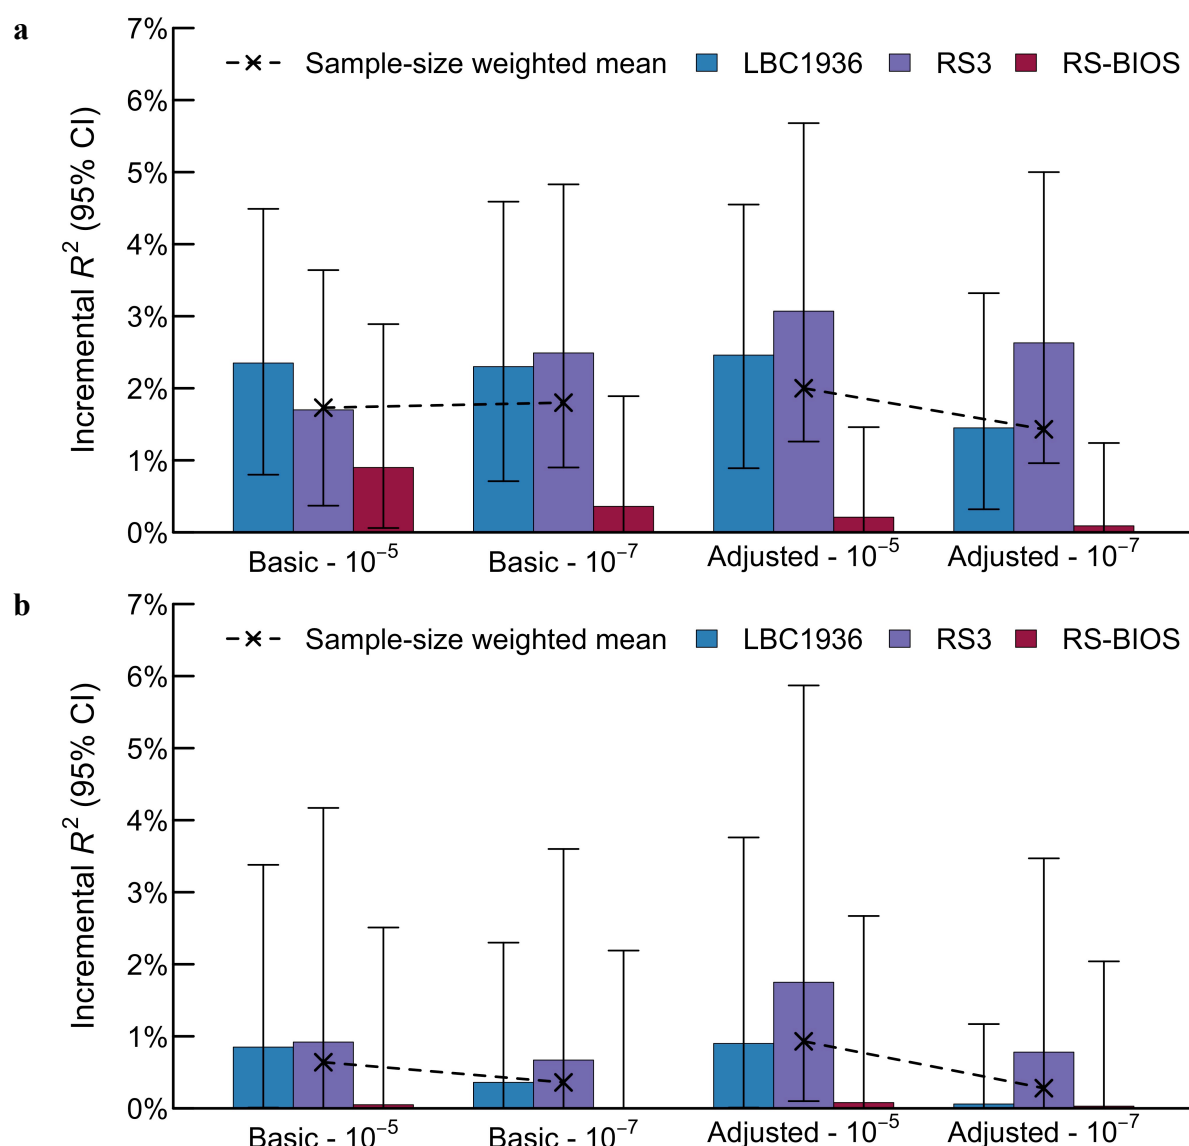 a
7%
Sample-size weighted mean LBC1936 RS3 RS-BIOS
6%
5%
4%
3%
2%
1%
0%
Incremental R² (95% CI)
Basic - 10⁻⁵ Basic - 10⁻⁷ Adjusted - 10⁻⁵ Adjusted - 10⁻⁷
b
7%
Sample-size weighted mean LBC1936 RS3 RS-BIOS
6%
5%
4%
3%
2%
1%
0%
Incremental R² (95% CI)
Basic - 10⁻⁵ Basic - 10⁻⁷ Adjusted - 10⁻⁵ Adjusted - 10⁻⁷